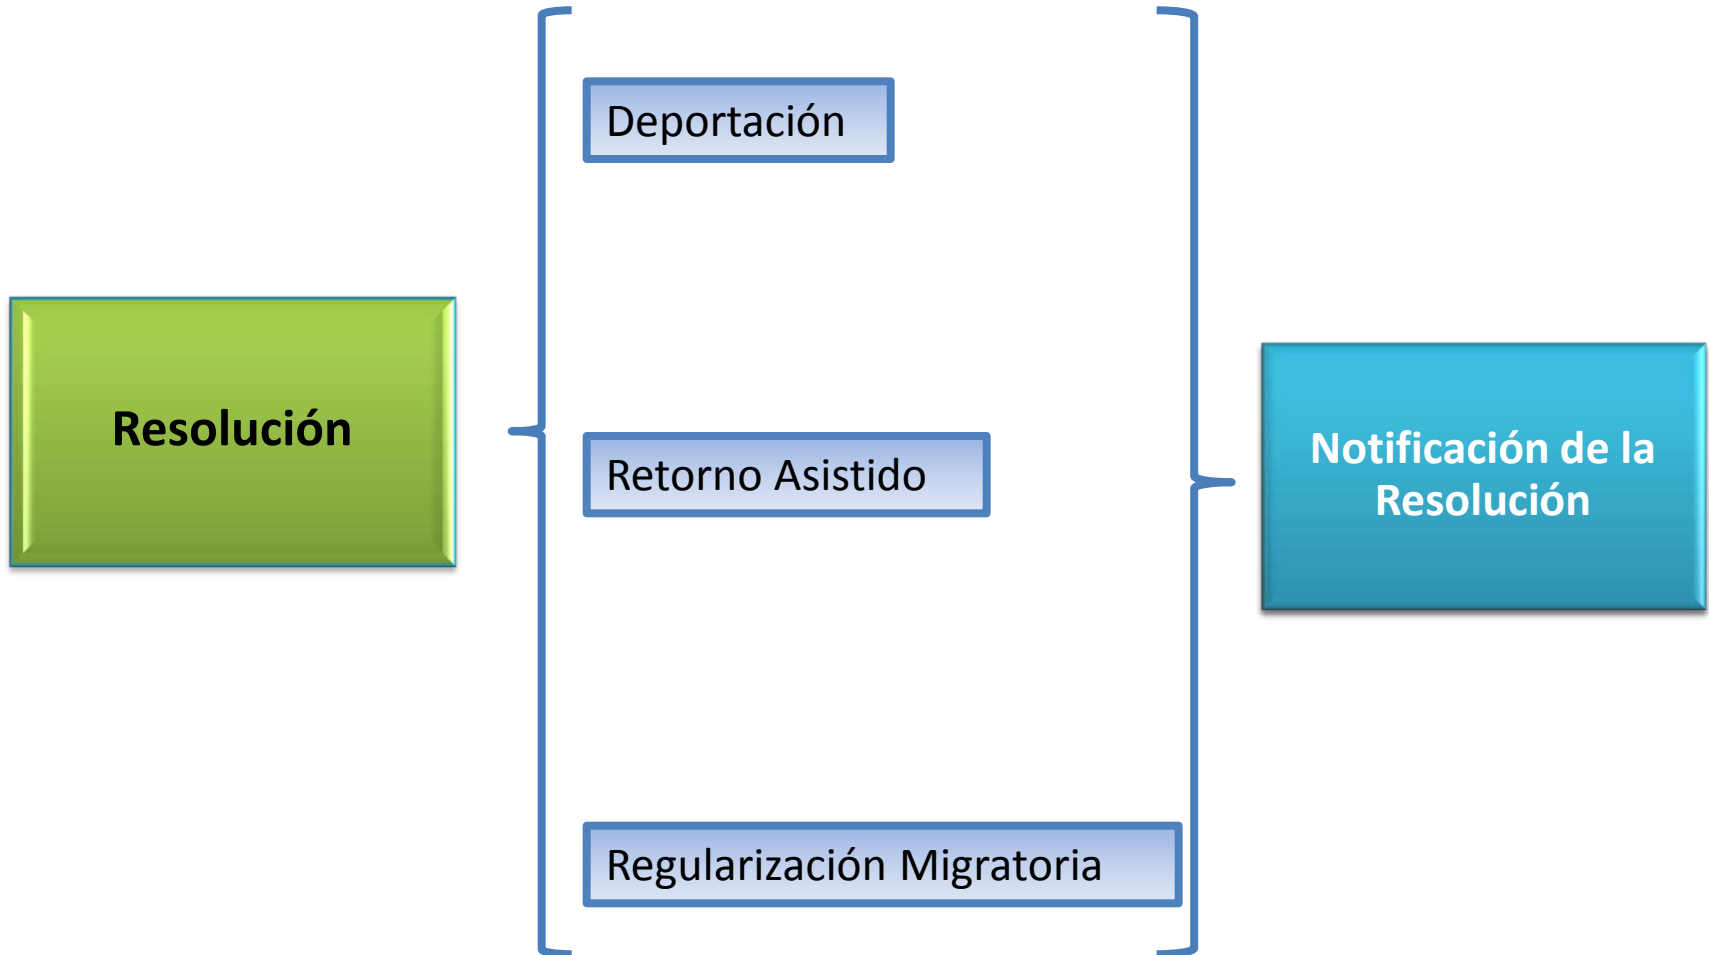 Resolución
Deportación
Retorno Asistido
Regularización Migratoria
Notificación de la
Resolución